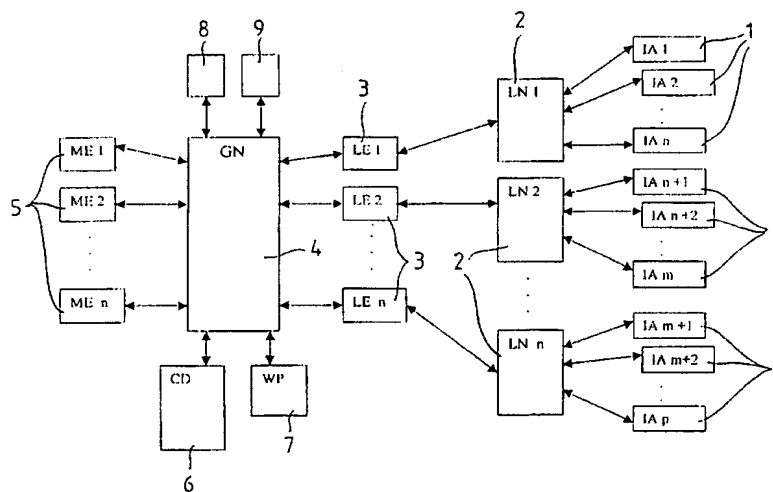 8 9 2 1
IA 1
IA 2
3 LN 1
ME 1 GN LE 1 IA n
ME 2 LE 2 LN 2 IA n+1
5 IA n+2
4 3 2 IA m
ME n LE n
LN n IA m+1
CD WP IA m+2
7 IA p
6